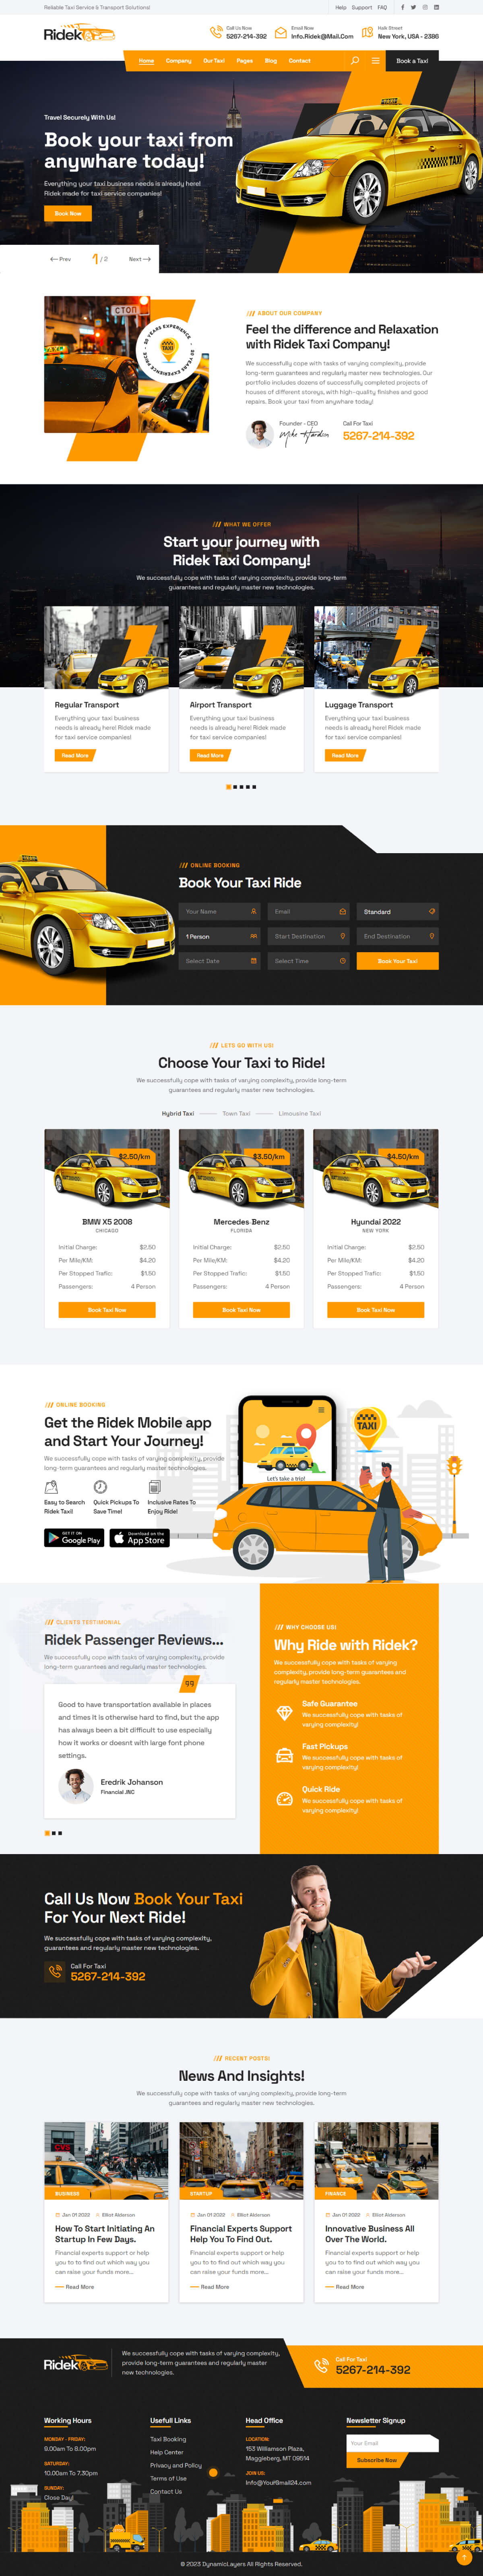 Reliable Taxi Service & Transport Solutions!
Help Support FAQ
Ridek
Call Us Now
5267-214-392
Email Now
Info.Ridek@Mail.Com
Halk Street
New York, USA - 2386
Home Company Our Taxi Pages Blog Contact
Book a Taxi
Travel Securely With Us!
Book your taxi from
anywhare today!
Everything your taxi business needs is already here!
Ridek made for taxi service companies!
Book Now
Prev 1 / 2 Next
TAXI
СТОП
TAXI
20 YEARS EXPERIENCE
/// ABOUT OUR COMPANY
Feel the difference and Relaxation
with Ridek Taxi Company!
We successfully cope with tasks of varying complexity, provide
long-term guarantees and regularly master new technologies. Our
portfolio includes dozens of successfully completed projects of
houses of different storeys, with high-quality finishes and good
repairs. Book your taxi from anywhare today!
Founder - CEO
Call For Taxi
5267-214-392
/// WHAT WE OFFER
Start your journey with
Ridek Taxi Company!
We successfully cope with tasks of varying complexity, provide long-term
guarantees and regularly master new technologies.
Regular Transport
Everything your taxi business
needs is already here! Ridek made
for taxi service companies!
Read More
Airport Transport
Everything your taxi business
needs is already here! Ridek made
for taxi service companies!
Read More
Luggage Transport
Everything your taxi business
needs is already here! Ridek made
for taxi service companies!
Read More
/// ONLINE BOOKING
Book Your Taxi Ride
Your Name
Email
Standard
1 Person
Start Destination
End Destination
Select Date
Select Time
Book Your Taxi
/// LETS GO WITH US!
Choose Your Taxi to Ride!
We successfully cope with tasks of varying complexity, provide long-term
guarantees and regularly master new technologies.
Hybrid Taxi Town Taxi Limousine Taxi
$2.50/km
BMW X5 2008
CHICAGO
Initial Charge: $2.50
Per Mile/KM: $4.20
Per Stopped Trafic: $1.50
Passengers: 4 Person
Book Taxi Now
$3.50/km
Mercedes-Benz
FLORIDA
Initial Charge: $2.50
Per Mile/KM: $4.20
Per Stopped Trafic: $1.50
Passengers: 4 Person
Book Taxi Now
$4.50/km
Hyundai 2022
NEW YORK
Initial Charge: $2.50
Per Mile/KM: $4.20
Per Stopped Trafic: $1.50
Passengers: 4 Person
Book Taxi Now
/// ONLINE BOOKING
Get the Ridek Mobile app
and Start Your Journey!
We successfully cope with tasks of varying complexity, provide
long-term guarantees and regularly master new technologies.
Easy to Search
Ridek Taxi!
Quick Pickups To
Save Time!
Inclusive Rates To
Enjoy Ride!
GET IT ON
Google Play
Download on the
App Store
Let's take a trip!
TAXI
/// CLIENTS TERTIMONIAL
Ridek Passenger Reviews...
We successfully cope with tasks of varying complexity, provide
long-term guarantees and regularly master new technologies.
Good to have transportation available in places
and times it is otherwise hard to find, but the app
has always been a bit difficult to use especially
how it works or doesnt with large font phone
settings.
Eredrik Johanson
Financial JNC
/// WHY CHOOSE US!
Why Ride with Ridek?
We successfully cope with tasks of varying
complexity, provide long-term guarantees and
regularly master new technologies.
Safe Guarantee
We successfully cope with tasks of
varying complexity!
Fast Pickups
We successfully cope with tasks of
varying complexity!
Quick Ride
We successfully cope with tasks of
varying complexity!
Call Us Now Book Your Taxi
For Your Next Ride!
We successfully cope with tasks of varying complexity,
guarantees and regularly master new technologies.
Call For Taxi
5267-214-392
/// RECENT POSTS!
News And Insights!
We successfully cope with tasks of varying complexity, provide long-term
guarantees and regularly master new technologies.
BUSINESS
Jan 01 2022 Elliot Alderson
How To Start Initiating An
Startup In Few Days.
Financial experts support or help
you to to find out which way you
can raise your funds more...
Read More
STARTUP
Jan 01 2022 Elliot Alderson
Financial Experts Support
Help You To Find Out.
Financial experts support or help
you to to find out which way you
can raise your funds more...
Read More
FINANCE
Jan 01 2022 Elliot Alderson
Innovative Business All
Over The World.
Financial experts support or help
you to to find out which way you
can raise your funds more...
Read More
Ridek
We successfully cope with tasks of varying complexity,
provide long-term guarantees and regularly master
new technologies.
Call For Taxi
5267-214-392
Working Hours
MONDAY - FRIDAY:
9.00am To 8.00pm
SATURDAY:
10.00am To 7.30pm
SUNDAY:
Close Day!
Usefull Links
Taxi Booking
Help Center
Privacy and Policy
Terms of Use
Contact Us
Head Office
LOCATION:
153 Williamson Plaza,
Maggieberg, MT 09514
JOIN US:
Info@YourGmail24.com
Newsletter Signup
Your Email
Subscribe Now
© 2023 DynamicLayers All Rights Reserved.